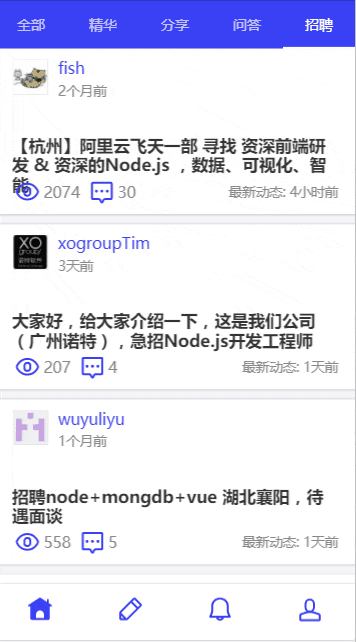 全部 精华 分享 问答 招聘
fish
2个月前
【杭州】阿里云飞天一部 寻找 资深前端研
发 & 资深的Node.js ，数据、可视化、智
能
2074 30 最新动态: 4小时前
XO
group
诺特软件
xogroupTim
3天前
大家好，给大家介绍一下，这是我们公司
（广州诺特），急招Node.js开发工程师
207 4 最新动态: 1天前
wuyuliyu
1个月前
招聘node+mongdb+vue 湖北襄阳，待
遇面谈
558 5 最新动态: 1天前